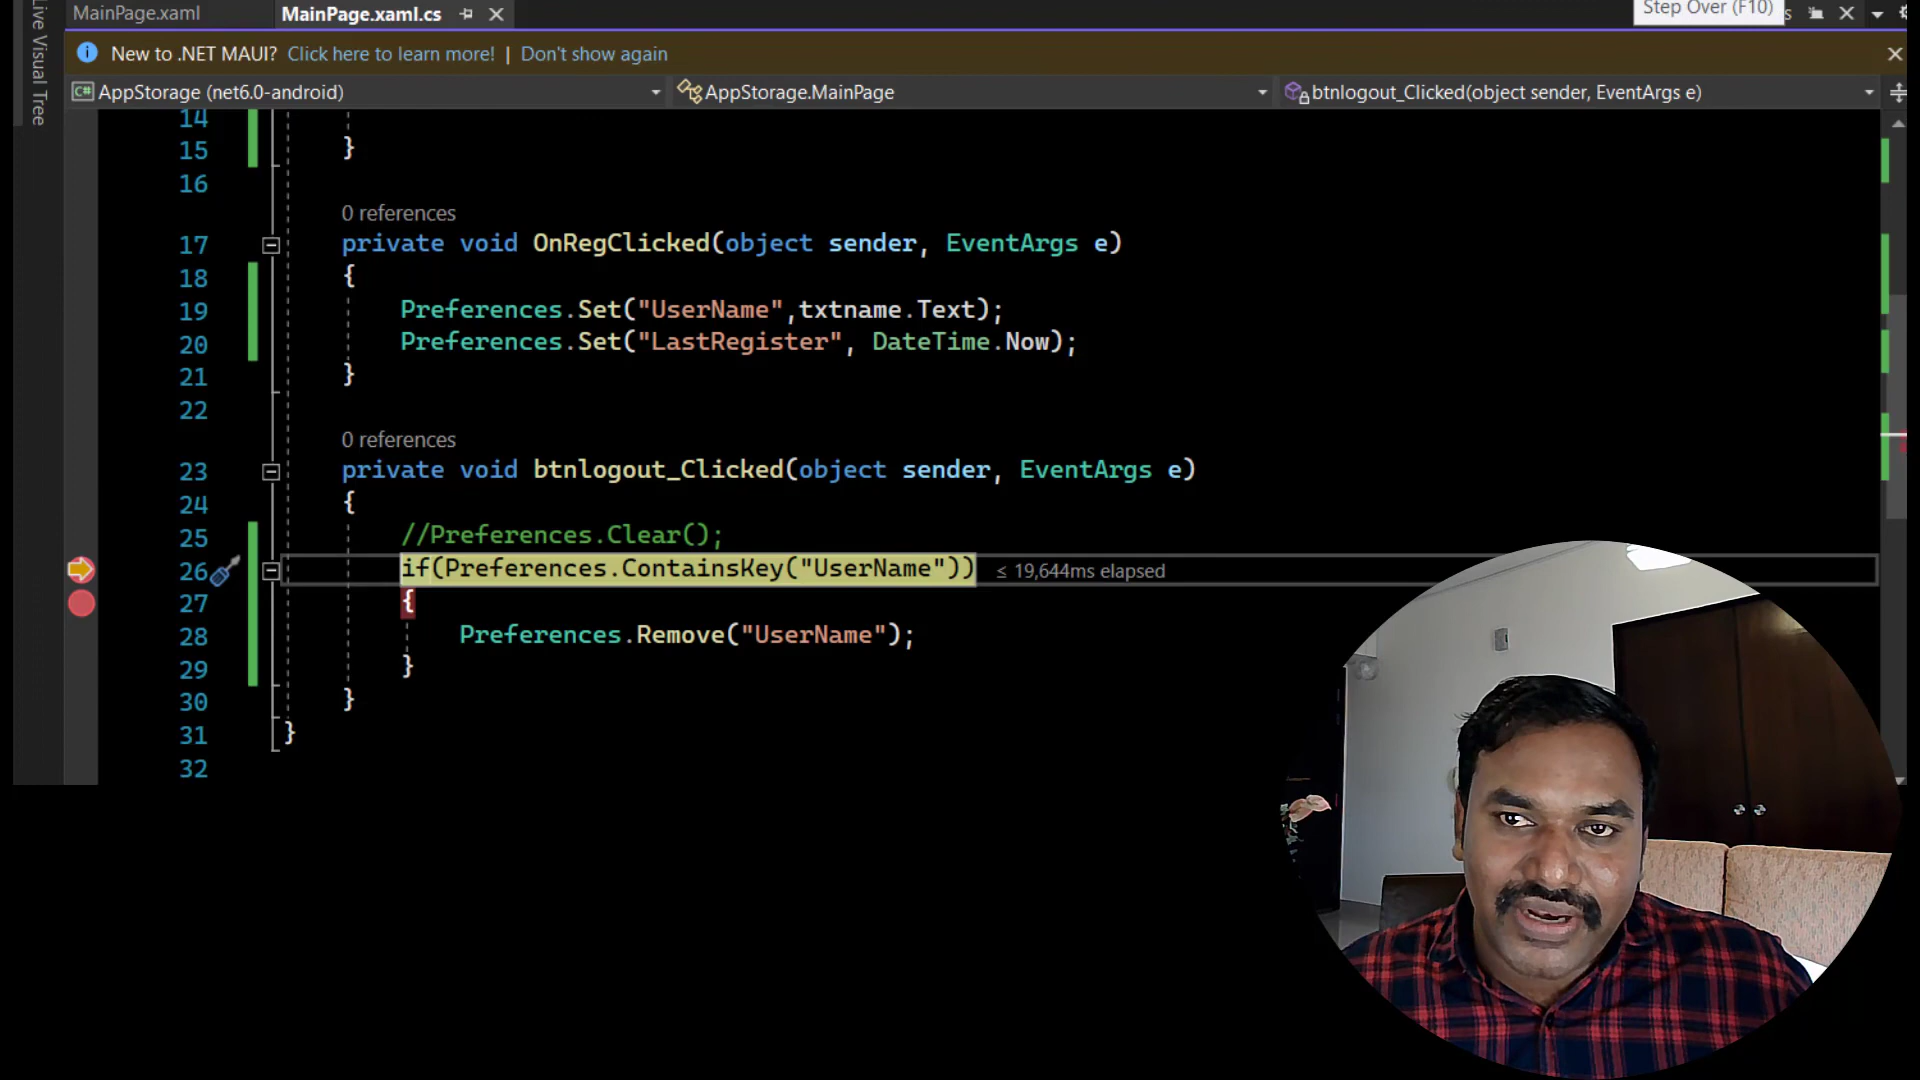 MainPage.xaml
MainPage.xaml.cs
Step Over (F10)
Live Visual Tree
New to .NET MAUI? Click here to learn more! | Don't show again
AppStorage (net6.0-android)
AppStorage.MainPage
btnlogout_Clicked(object sender, EventArgs e)
14
15 }
16
0 references
17 private void OnRegClicked(object sender, EventArgs e)
18 {
19 Preferences.Set("UserName",txtname.Text);
20 Preferences.Set("LastRegister", DateTime.Now);
21 }
22
0 references
23 private void btnlogout_Clicked(object sender, EventArgs e)
24 {
25 //Preferences.Clear();
26 if(Preferences.ContainsKey("UserName")) ≤ 19,644ms elapsed
27 {
28 Preferences.Remove("UserName");
29 }
30 }
31 }
32